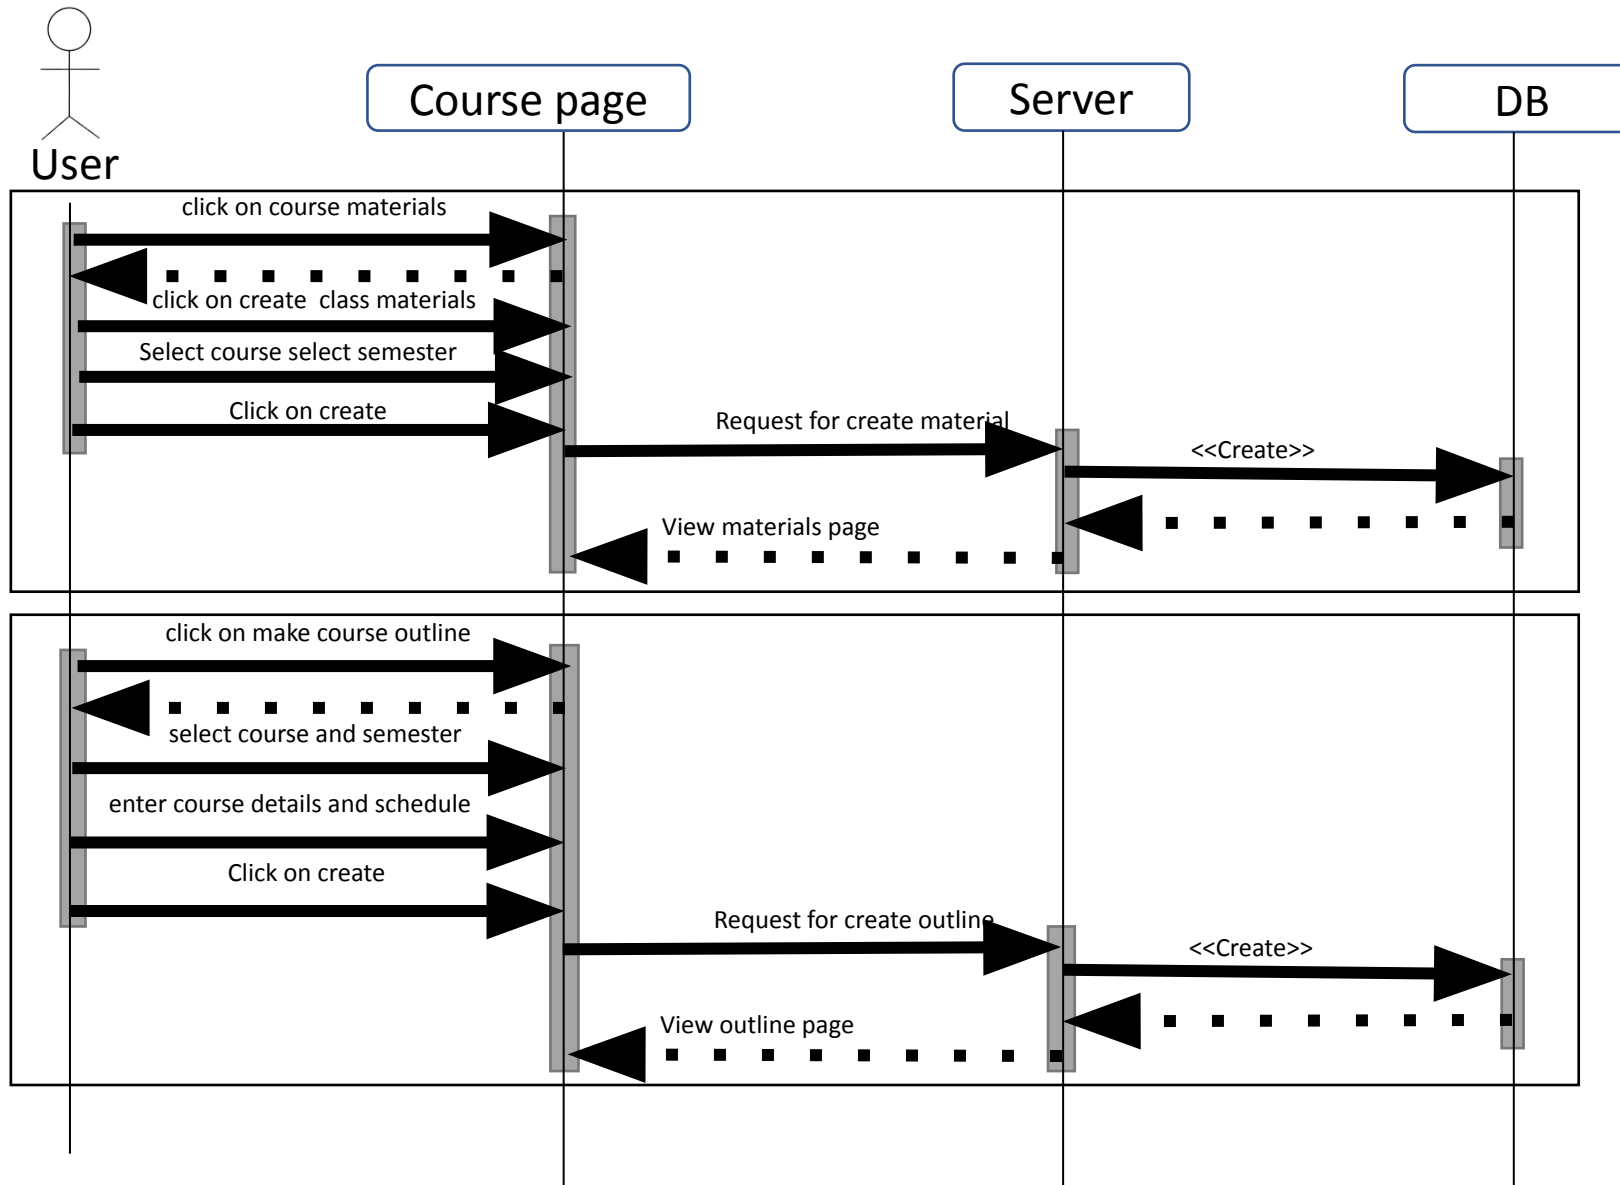 User
Course page
Server
DB
click on course materials
click on create  class materials
Select course select semester
Click on create
Request for create material
<<Create>>
View materials page
click on make course outline
select course and semester
enter course details and schedule
Click on create
Request for create outline
<<Create>>
View outline page